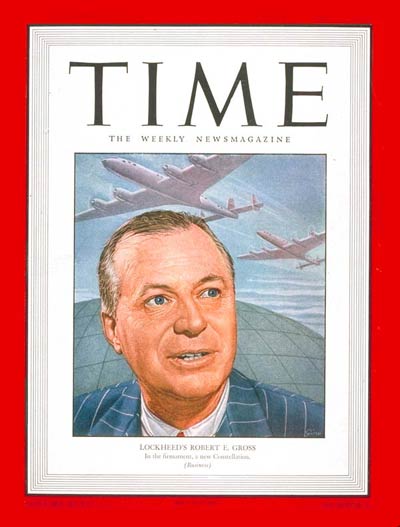 TIME
THE WEEKLY NEWSMAGAZINE
LOCKHEED'S ROBERT E. GROSS
In the firmament, a new Constellation.
(Business)